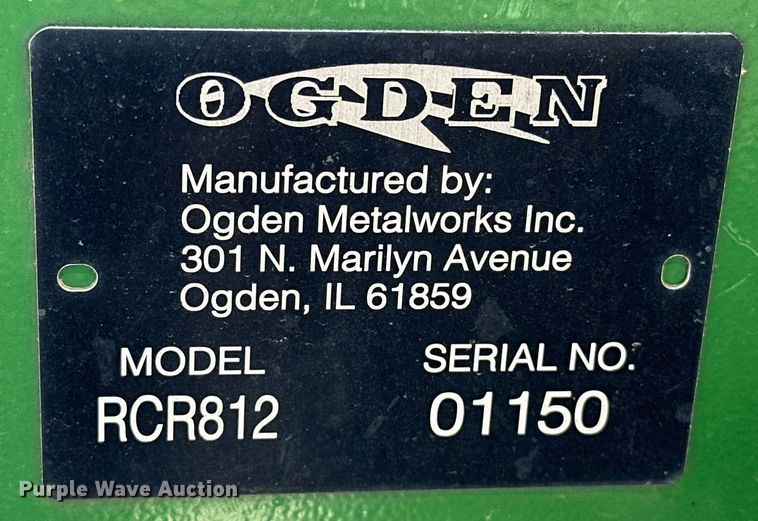 OGDEN
Manufactured by:
Ogden Metalworks Inc.
301 N. Marilyn Avenue
Ogden, IL 61859
MODEL SERIAL NO.
RCR812 01150
Purple Wave Auction